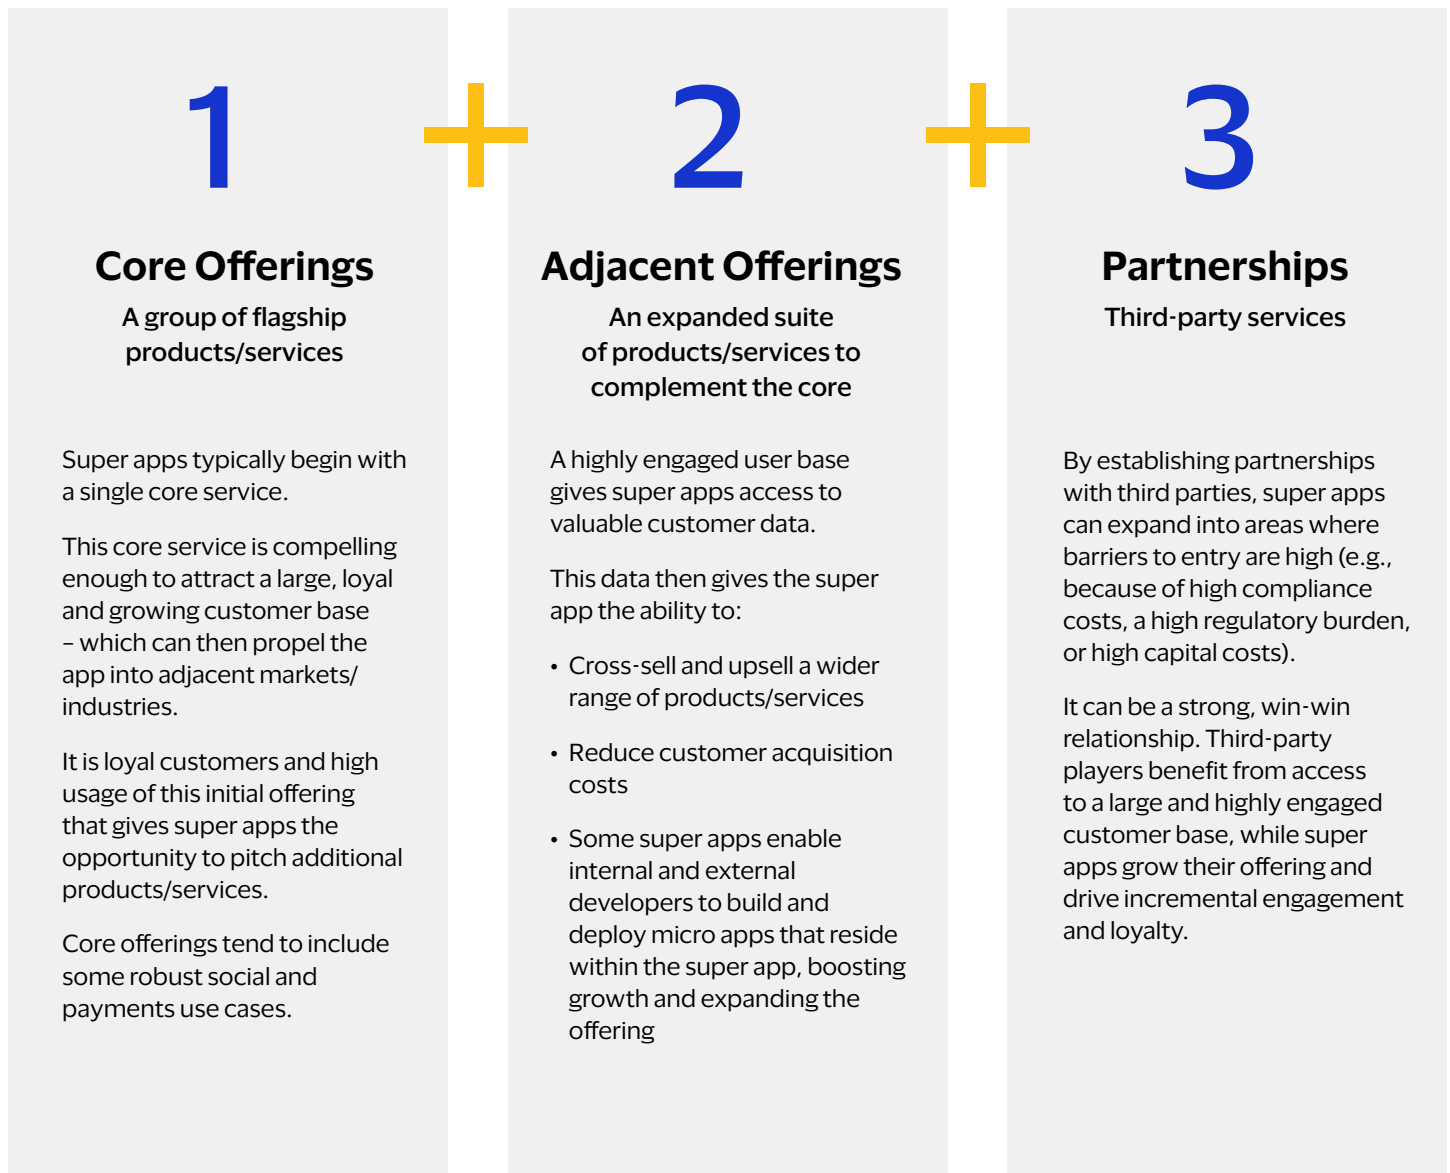 1
Core Offerings
A group of flagship
products/services
Super apps typically begin with
a single core service.
This core service is compelling
enough to attract a large, loyal
and growing customer base
– which can then propel the
app into adjacent markets/
industries.
It is loyal customers and high
usage of this initial offering
that gives super apps the
opportunity to pitch additional
products/services.
Core offerings tend to include
some robust social and
payments use cases.
+
2
Adjacent Offerings
An expanded suite
of products/services to
complement the core
A highly engaged user base
gives super apps access to
valuable customer data.
This data then gives the super
app the ability to:
• Cross-sell and upsell a wider
range of products/services
• Reduce customer acquisition
costs
• Some super apps enable
internal and external
developers to build and
deploy micro apps that reside
within the super app, boosting
growth and expanding the
offering
+
3
Partnerships
Third-party services
By establishing partnerships
with third parties, super apps
can expand into areas where
barriers to entry are high (e.g.,
because of high compliance
costs, a high regulatory burden,
or high capital costs).
It can be a strong, win-win
relationship. Third-party
players benefit from access
to a large and highly engaged
customer base, while super
apps grow their offering and
drive incremental engagement
and loyalty.